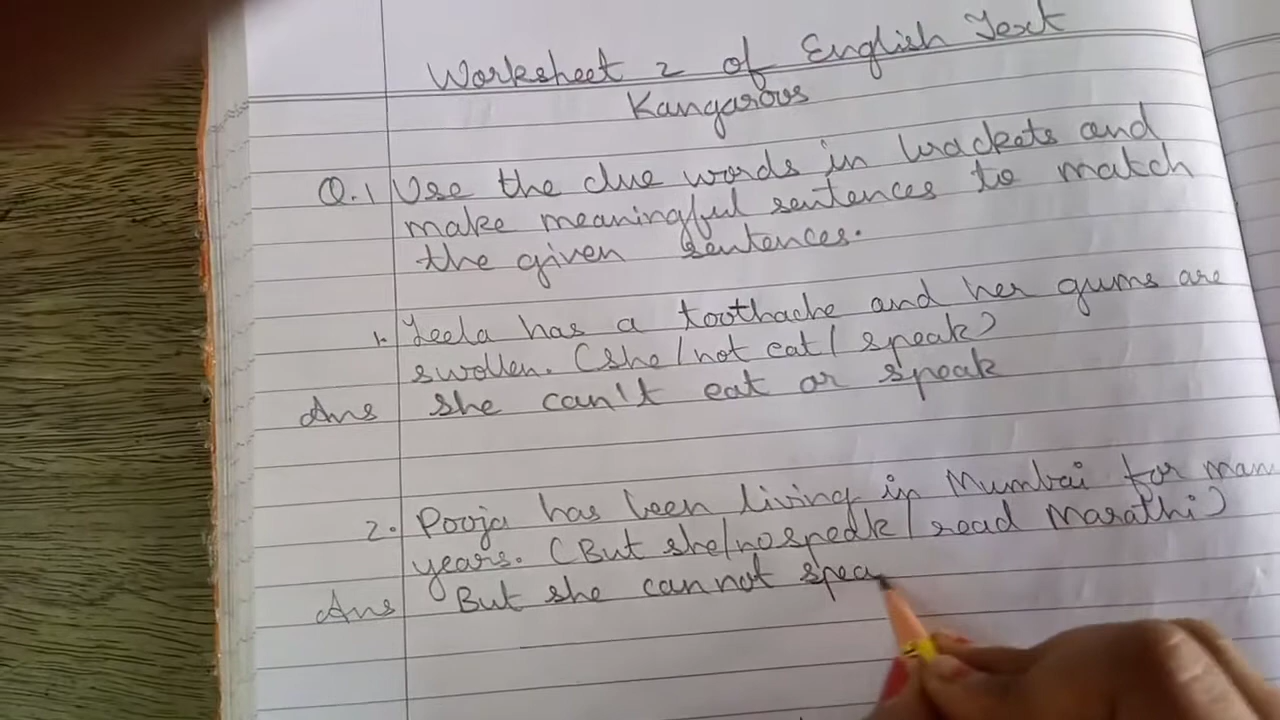 Worksheet 2 of English Text
Kangarous
Q.1 Use the clue words in brackets and
make meaningful sentences to match
the given sentences.
1. Leela has a toothache and her gums are
swollen. (she/not eat/ speak)
Ans she can't eat or speak
2. Pooja has been living in Mumbai for man
years. (But she/no speak/ read Marathi)
Ans But she cannot spea